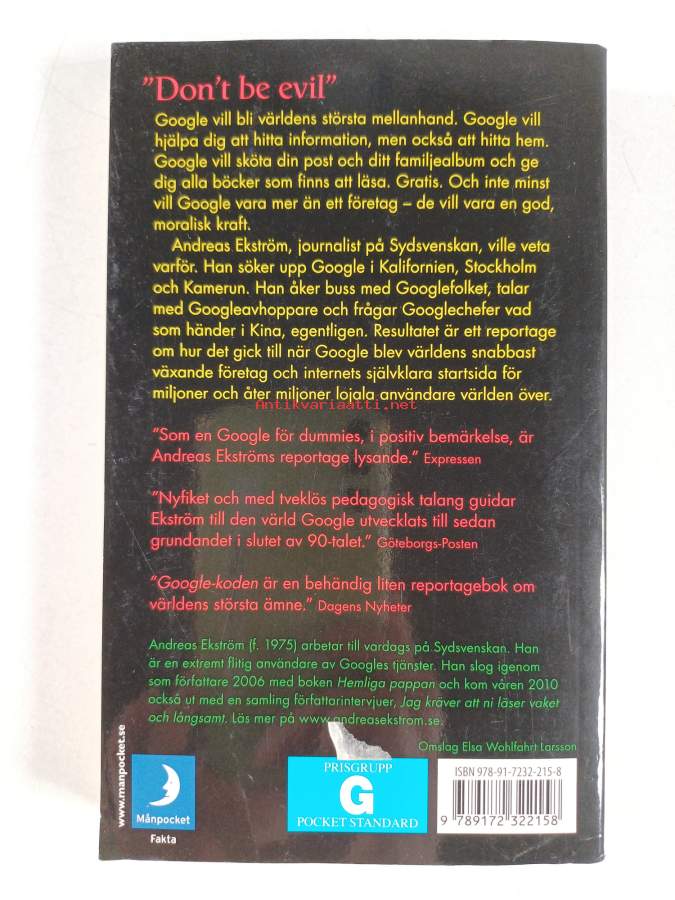 "Don't be evil"
Google vill bli världens största mellanhand. Google vill
hjälpa dig att hitta information, men också att hitta hem.
Google vill sköta din post och ditt familjealbum och ge
dig alla böcker som finns att läsa. Gratis. Och inte minst
vill Google vara mer än ett företag – de vill vara en god,
moralisk kraft.
Andreas Ekström, journalist på Sydsvenskan, ville veta
varför. Han söker upp Google i Kalifornien, Stockholm
och Kamerun. Han åker buss med Googlefolket, talar
med Googleavhoppare och frågar Googlechefer vad
som händer i Kina, egentligen. Resultatet är ett reportage
om hur det gick till när Google blev världens snabbast
växande företag och internets självklara startsida för
miljoner och åter miljoner lojala användare världen över.
Antikvariaatti.net
"Som en Google för dummies, i positiv bemärkelse, är
Andreas Ekströms reportage lysande." Expressen
"Nyfiket och med tveklös pedagogisk talang guidar
Ekström till den värld Google utvecklats till sedan
grundandet i slutet av 90-talet." Göteborgs-Posten
"Google-koden är en behändig liten reportagebok om
världens största ämne." Dagens Nyheter
Andreas Ekström (f. 1975) arbetar till vardags på Sydsvenskan. Han
är en extremt flitig användare av Googles tjänster. Han slog igenom
som författare 2006 med boken Hemliga pappan och kom våren 2010
också ut med en samling författarintervjuer, Jag kräver att ni läser vaket
och långsamt. Läs mer på www.andreasekstrom.se.
Omslag Elsa Wohlfahrt Larsson
www.manpocket.se
Månpocket
Fakta
PRISGRUPP
G
POCKET STANDARD
ISBN 978-91-7232-215-8
9 789172 322158